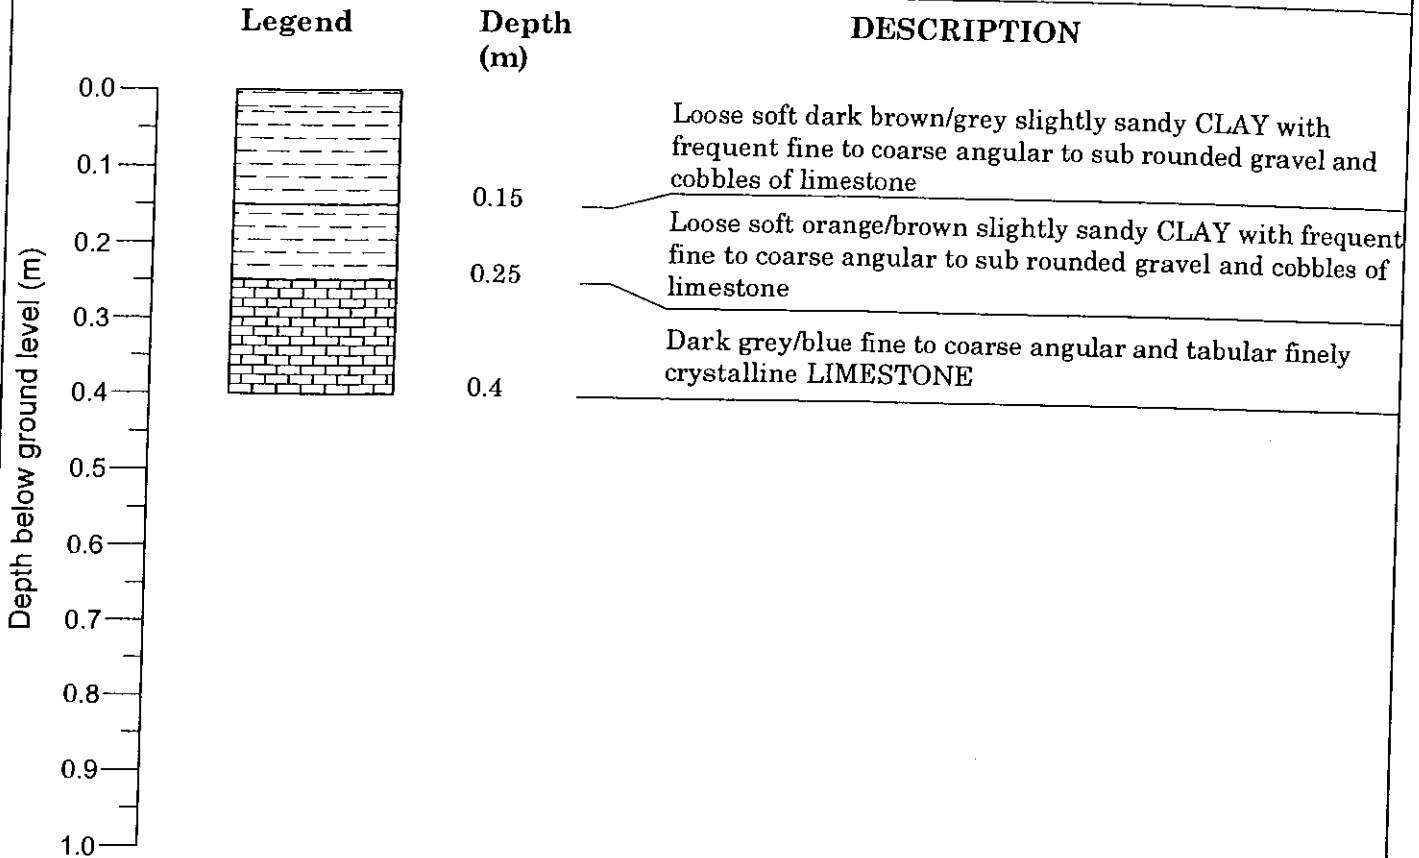 Legend
Depth
(m)
DESCRIPTION
Depth below ground level (m)
0.0
0.1
0.2
0.3
0.4
0.5
0.6
0.7
0.8
0.9
1.0
Loose soft dark brown/grey slightly sandy CLAY with
frequent fine to coarse angular to sub rounded gravel and
cobbles of limestone
0.15
Loose soft orange/brown slightly sandy CLAY with frequent
fine to coarse angular to sub rounded gravel and cobbles of
limestone
0.25
Dark grey/blue fine to coarse angular and tabular finely
crystalline LIMESTONE
0.4